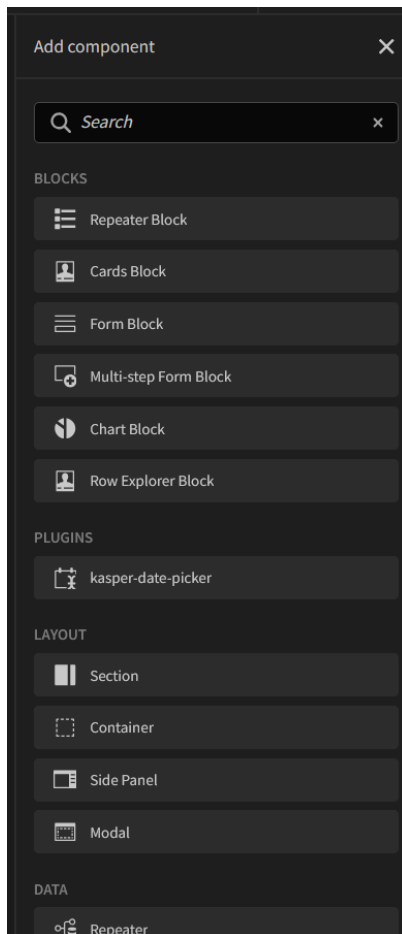 Add component
Search
BLOCKS
Repeater Block
Cards Block
Form Block
Multi-step Form Block
Chart Block
Row Explorer Block
PLUGINS
kasper-date-picker
LAYOUT
Section
Container
Side Panel
Modal
DATA
Repeater